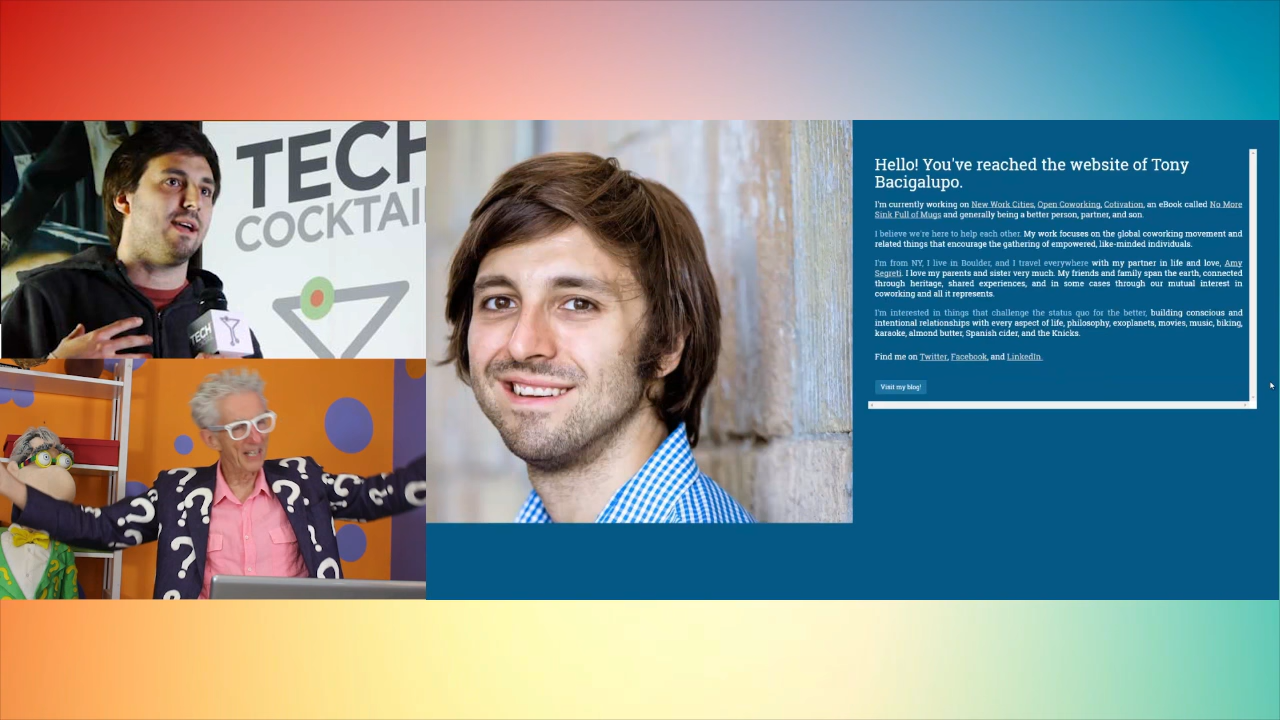 TECH
COCKTAI
TECH
Hello! You've reached the website of Tony
Bacigalupo.
I'm currently working on New Work Cities, Open Coworking, Cotivation, an eBook called No More
Sink Full of Mugs and generally being a better person, partner, and son.
I believe we're here to help each other. My work focuses on the global coworking movement and
related things that encourage the gathering of empowered, like-minded individuals.
I'm from NY, I live in Boulder, and I travel everywhere with my partner in life and love, Amy
Segreti. I love my parents and sister very much. My friends and family span the earth, connected
through heritage, shared experiences, and in some cases through our mutual interest in
coworking and all it represents.
I'm interested in things that challenge the status quo for the better, building conscious and
intentional relationships with every aspect of life, philosophy, exoplanets, movies, music, biking,
karaoke, almond butter, Spanish cider, and the Knicks.
Find me on Twitter, Facebook, and LinkedIn.
Visit my blog!